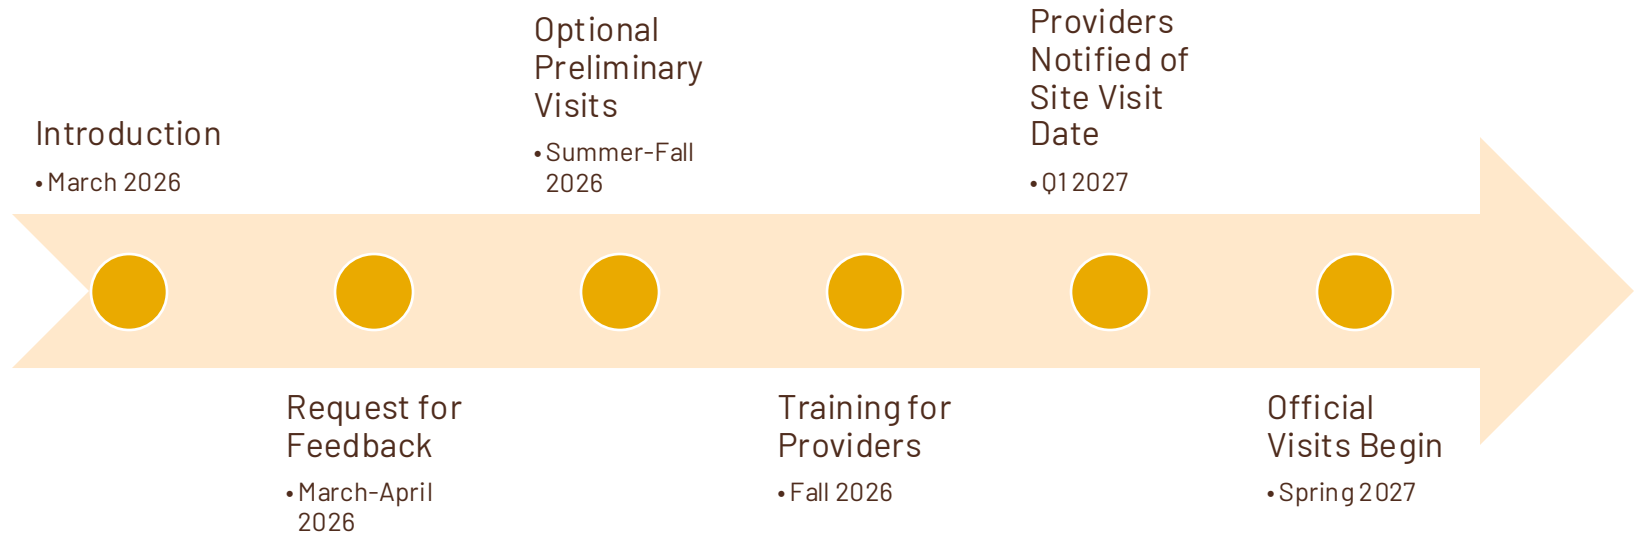 Introduction
• March 2026
Request for
Feedback
• March-April
2026
Optional
Preliminary
Visits
• Summer-Fall
2026
Training for
Providers
• Fall 2026
Providers
Notified of
Site Visit
Date
• Q1 2027
Official
Visits Begin
• Spring 2027